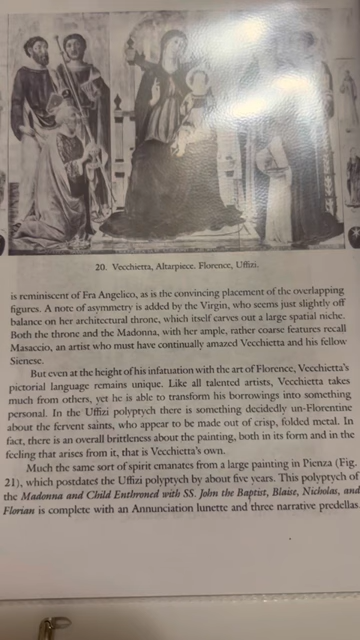 20. Vecchietta, Altarpiece. Florence, Uffizi.
is reminiscent of Fra Angelico, as is the convincing placement of the overlapping
figures. A note of asymmetry is added by the Virgin, who seems just slightly off
balance on her architectural throne, which itself carves out a large spatial niche.
Both the throne and the Madonna, with her ample, rather coarse features recall
Masaccio, an artist who must have continually amazed Vecchietta and his fellow
Sienese.
But even at the height of his infatuation with the art of Florence, Vecchietta's
pictorial language remains unique. Like all talented artists, Vecchietta takes
much from others, yet he is able to transform his borrowings into something
personal. In the Uffizi polyptych there is something decidedly un-Florentine
about the fervent saints, who appear to be made out of crisp, folded metal. In
fact, there is an overall brittleness about the painting, both in its form and in the
feeling that arises from it, that is Vecchietta's own.
Much the same sort of spirit emanates from a large painting in Pienza (Fig.
21), which postdates the Uffizi polyptych by about five years. This polyptych of
the Madonna and Child Enthroned with SS. John the Baptist, Blaise, Nicholas, and
Florian is complete with an Annunciation lunette and three narrative predellas.